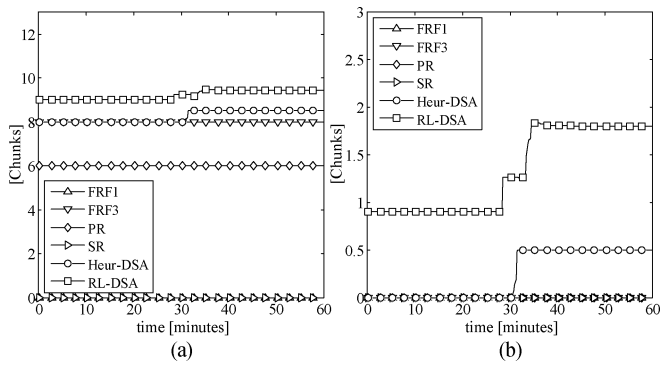 12
10
8
6
4
2
0
[Chunks]
FRF1
FRF3
PR
SR
Heur-DSA
RL-DSA
0 10 20 30 40 50 60
time [minutes]
(a)
3
2.5
2
1.5
1
0.5
0
[Chunks]
FRF1
FRF3
PR
SR
Heur-DSA
RL-DSA
0 10 20 30 40 50 60
time [minutes]
(b)